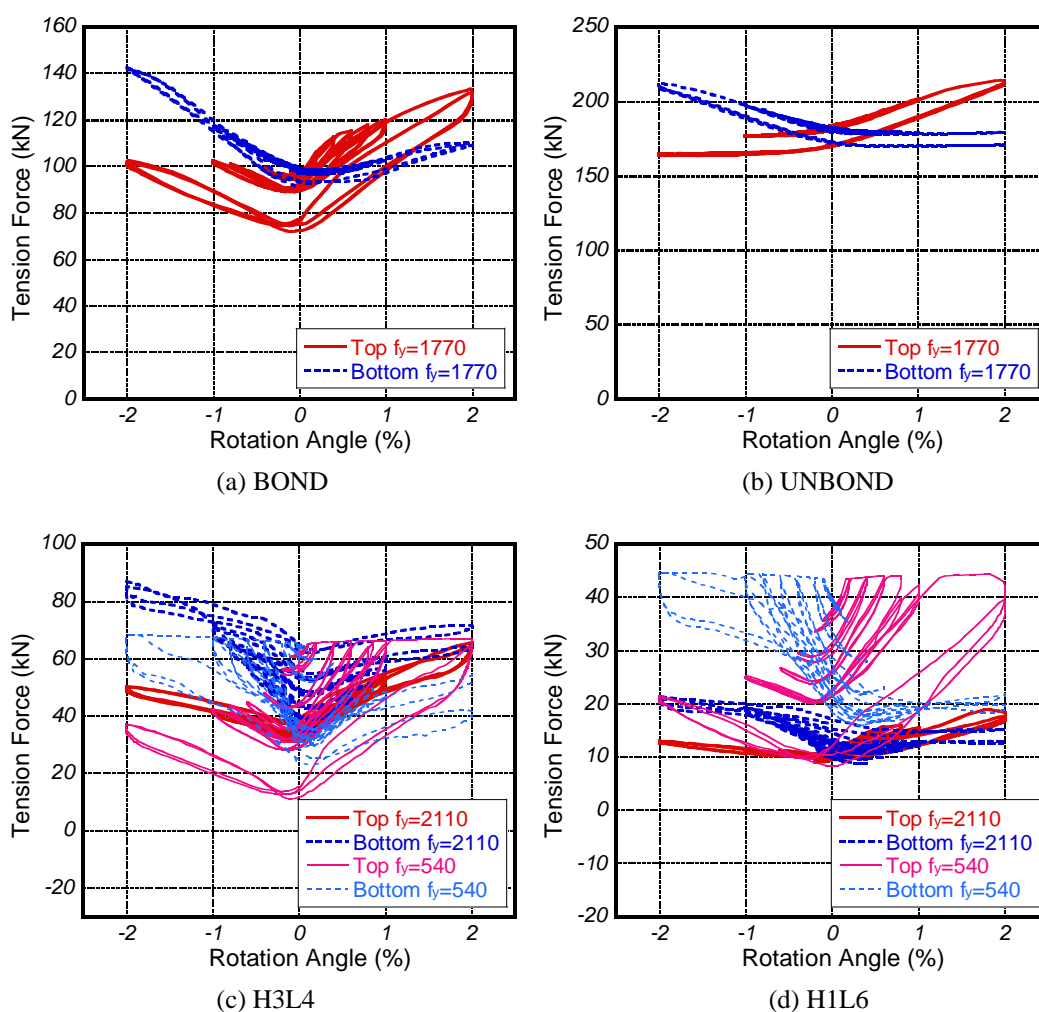 160
140
120
100
80
60
40
20
0
Tension Force (kN)
-2 -1 0 1 2
Rotation Angle (%)
Top fy=1770
Bottom fy=1770
(a) BOND
250
200
150
100
50
0
Tension Force (kN)
-2 -1 0 1 2
Rotation Angle (%)
Top fy=1770
Bottom fy=1770
(b) UNBOND
100
80
60
40
20
0
-20
Tension Force (kN)
-2 -1 0 1 2
Rotation Angle (%)
Top fy=2110
Bottom fy=2110
Top fy=540
Bottom fy=540
(c) H3L4
50
40
30
20
10
0
-10
-20
Tension Force (kN)
-2 -1 0 1 2
Rotation Angle (%)
Top fy=2110
Bottom fy=2110
Top fy=540
Bottom fy=540
(d) H1L6